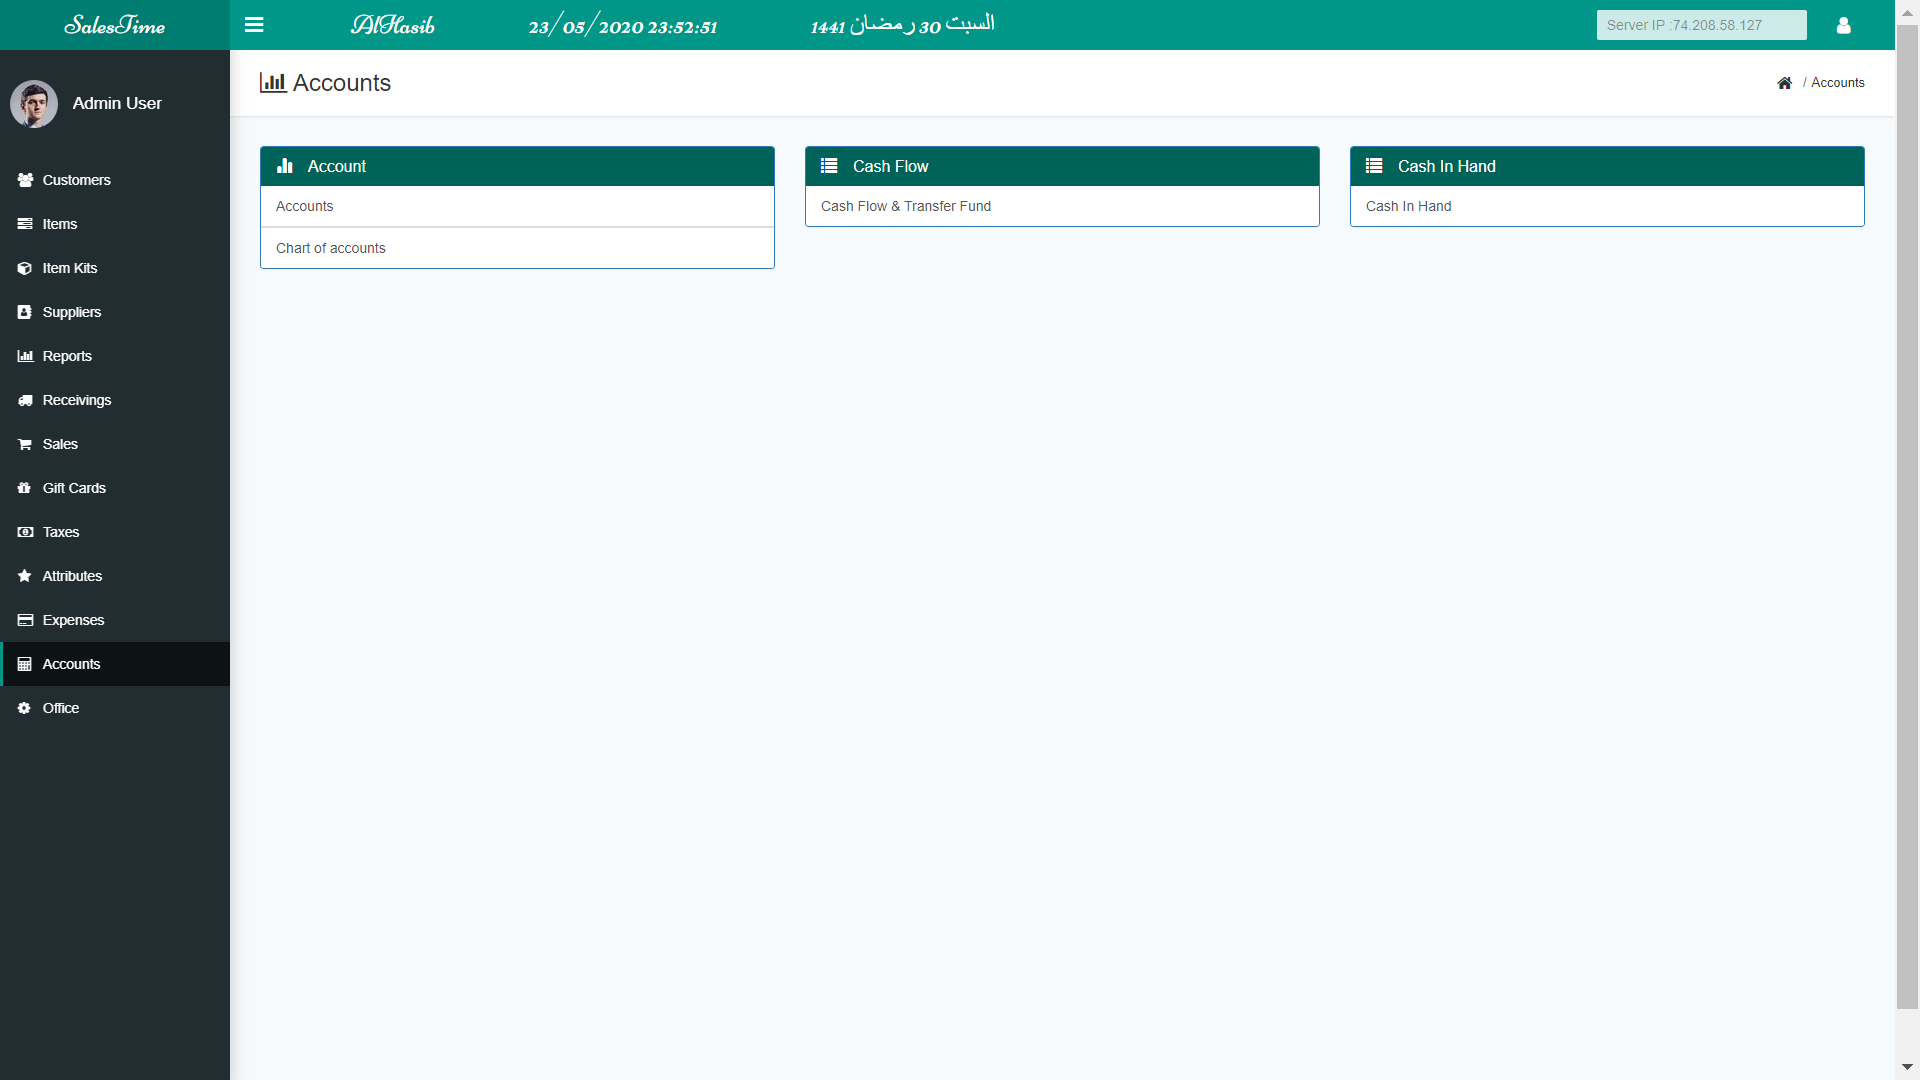 SalesTime
AlHasib
23/05/2020 23:52:51
السبت 30 رمضان 1441
Server IP :74.208.58.127
Admin User
Accounts
/ Accounts
Customers
Items
Item Kits
Suppliers
Reports
Receivings
Sales
Gift Cards
Taxes
Attributes
Expenses
Accounts
Office
Account
Accounts
Chart of accounts
Cash Flow
Cash Flow & Transfer Fund
Cash In Hand
Cash In Hand